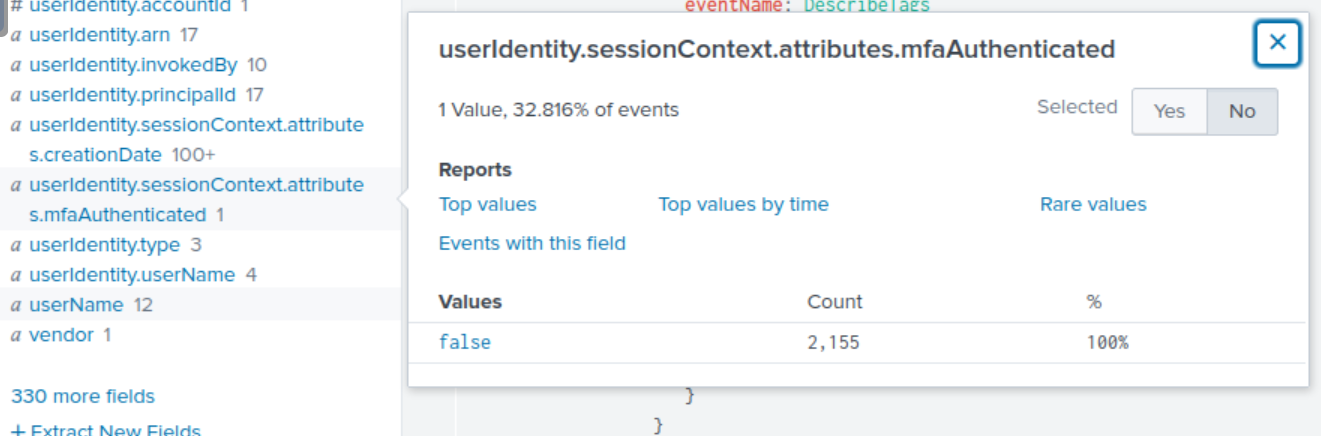 # userIdentity.accountId 1
a userIdentity.arn 17
a userIdentity.invokedBy 10
a userIdentity.principalId 17
a userIdentity.sessionContext.attribute
s.creationDate 100+
a userIdentity.sessionContext.attribute
s.mfaAuthenticated 1
a userIdentity.type 3
a userIdentity.userName 4
a userName 12
a vendor 1
330 more fields
+ Extract New Fields
eventName: DescribeTags
userIdentity.sessionContext.attributes.mfaAuthenticated
1 Value, 32.816% of events
Selected Yes No
Reports
Top values Top values by time Rare values
Events with this field
Values Count %
false 2,155 100%
}
}